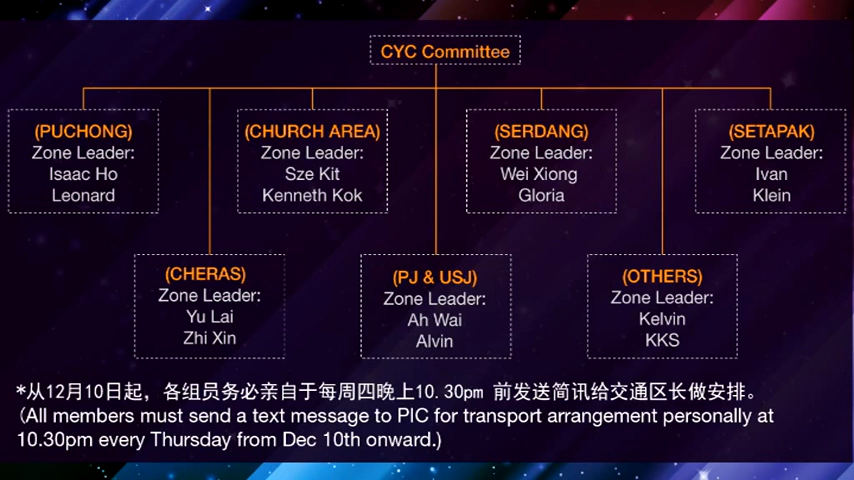 CYC Committee
(PUCHONG)
Zone Leader:
Isaac Ho
Leonard
(CHURCH AREA)
Zone Leader:
Sze Kit
Kenneth Kok
(SERDANG)
Zone Leader:
Wei Xiong
Gloria
(SETAPAK)
Zone Leader:
Ivan
Klein
(CHERAS)
Zone Leader:
Yu Lai
Zhi Xin
(PJ & USJ)
Zone Leader:
Ah Wai
Alvin
(OTHERS)
Zone Leader:
Kelvin
KKS
*从12月10日起，各组员务必亲自于每周四晚上10.30pm 前发送简讯给交通区长做安排。
(All members must send a text message to PIC for transport arrangement personally at
10.30pm every Thursday from Dec 10th onward.)